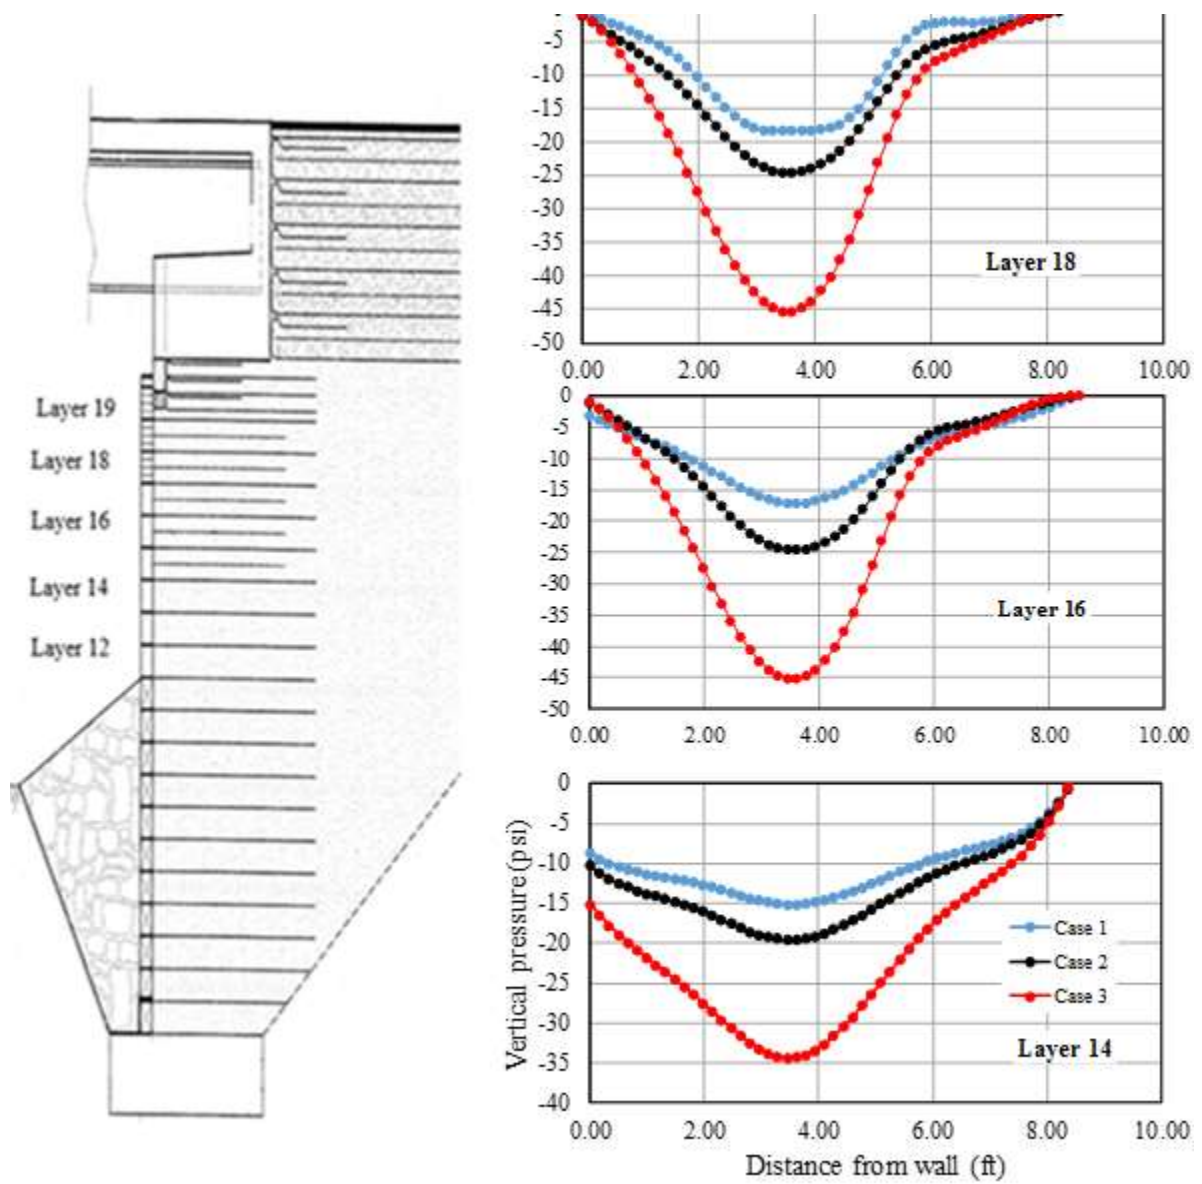 Layer 19
Layer 18
Layer 16
Layer 14
Layer 12
-5
-10
-15
-20
-25
-30
-35
-40
-45
-50
Layer 18
0.00 2.00 4.00 6.00 8.00 10.00
0
-5
-10
-15
-20
-25
-30
-35
-40
-45
-50
Layer 16
0.00 2.00 4.00 6.00 8.00 10.00
Vertical pressure (psi)
0
-5
-10
-15
-20
-25
-30
-35
-40
Case 1
Case 2
Case 3
Layer 14
0.00 2.00 4.00 6.00 8.00 10.00
Distance from wall (ft)